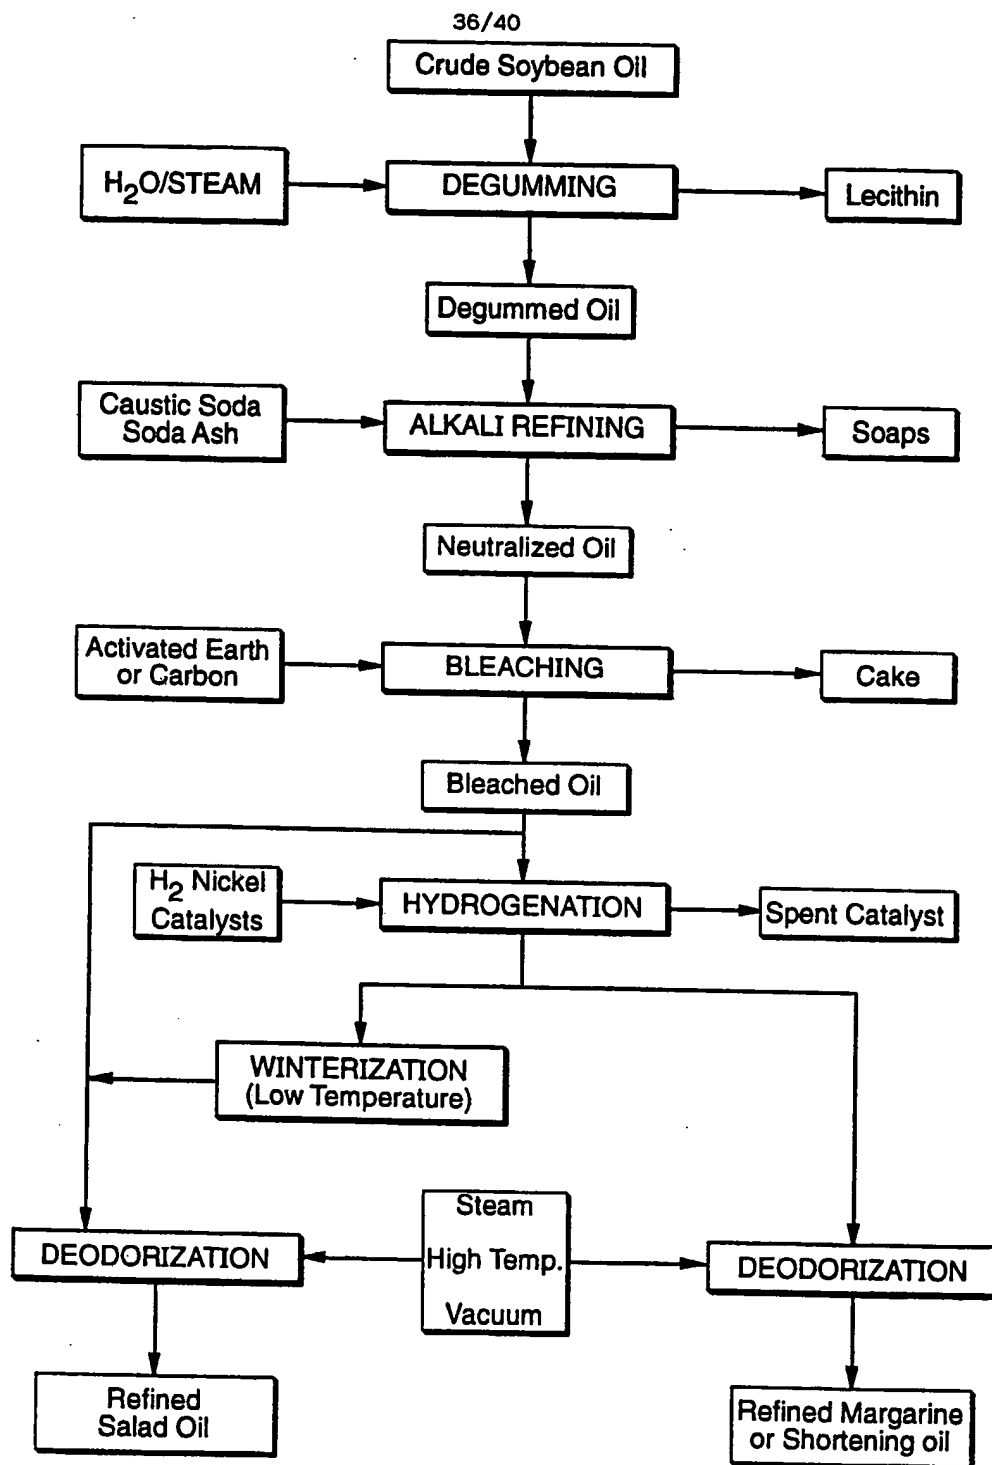 36/40
Crude Soybean Oil
H2O/STEAM
DEGUMMING
Lecithin
Degummed Oil
Caustic Soda
Soda Ash
ALKALI REFINING
Soaps
Neutralized Oil
Activated Earth
or Carbon
BLEACHING
Cake
Bleached Oil
H2 Nickel
Catalysts
HYDROGENATION
Spent Catalyst
WINTERIZATION
(Low Temperature)
Steam
High Temp.
Vacuum
DEODORIZATION
DEODORIZATION
Refined
Salad Oil
Refined Margarine
or Shortening oil